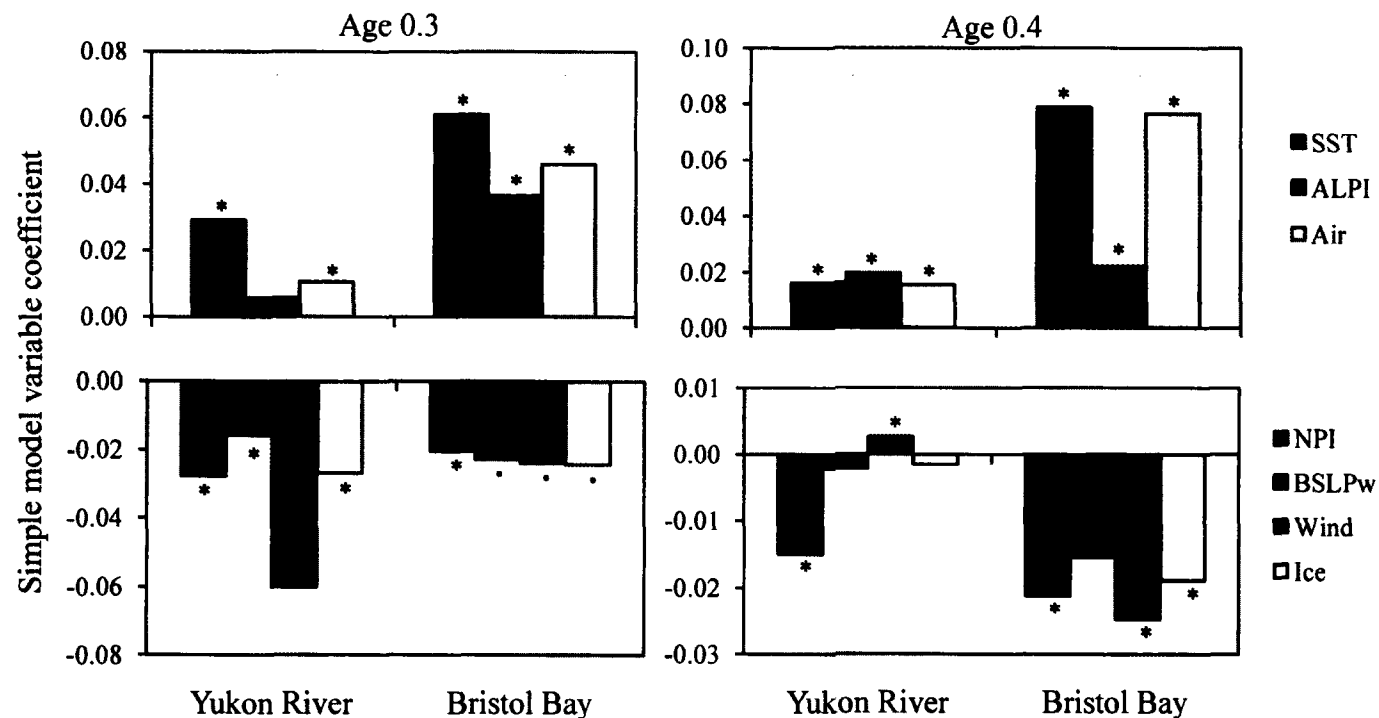 Age 0.3
Age 0.4
Simple model variable coefficient
0.08
0.06
0.04
0.02
0.00
* * * * *
0.10
0.08
0.06
0.04
0.02
0.00
* * * * * *
SST
ALPI
Air
0.00
-0.02
-0.04
-0.06
-0.08
* * * *
0.01
0.00
-0.01
-0.02
-0.03
* * * * *
NPI
BSLPw
Wind
Ice
Yukon River
Bristol Bay
Yukon River
Bristol Bay